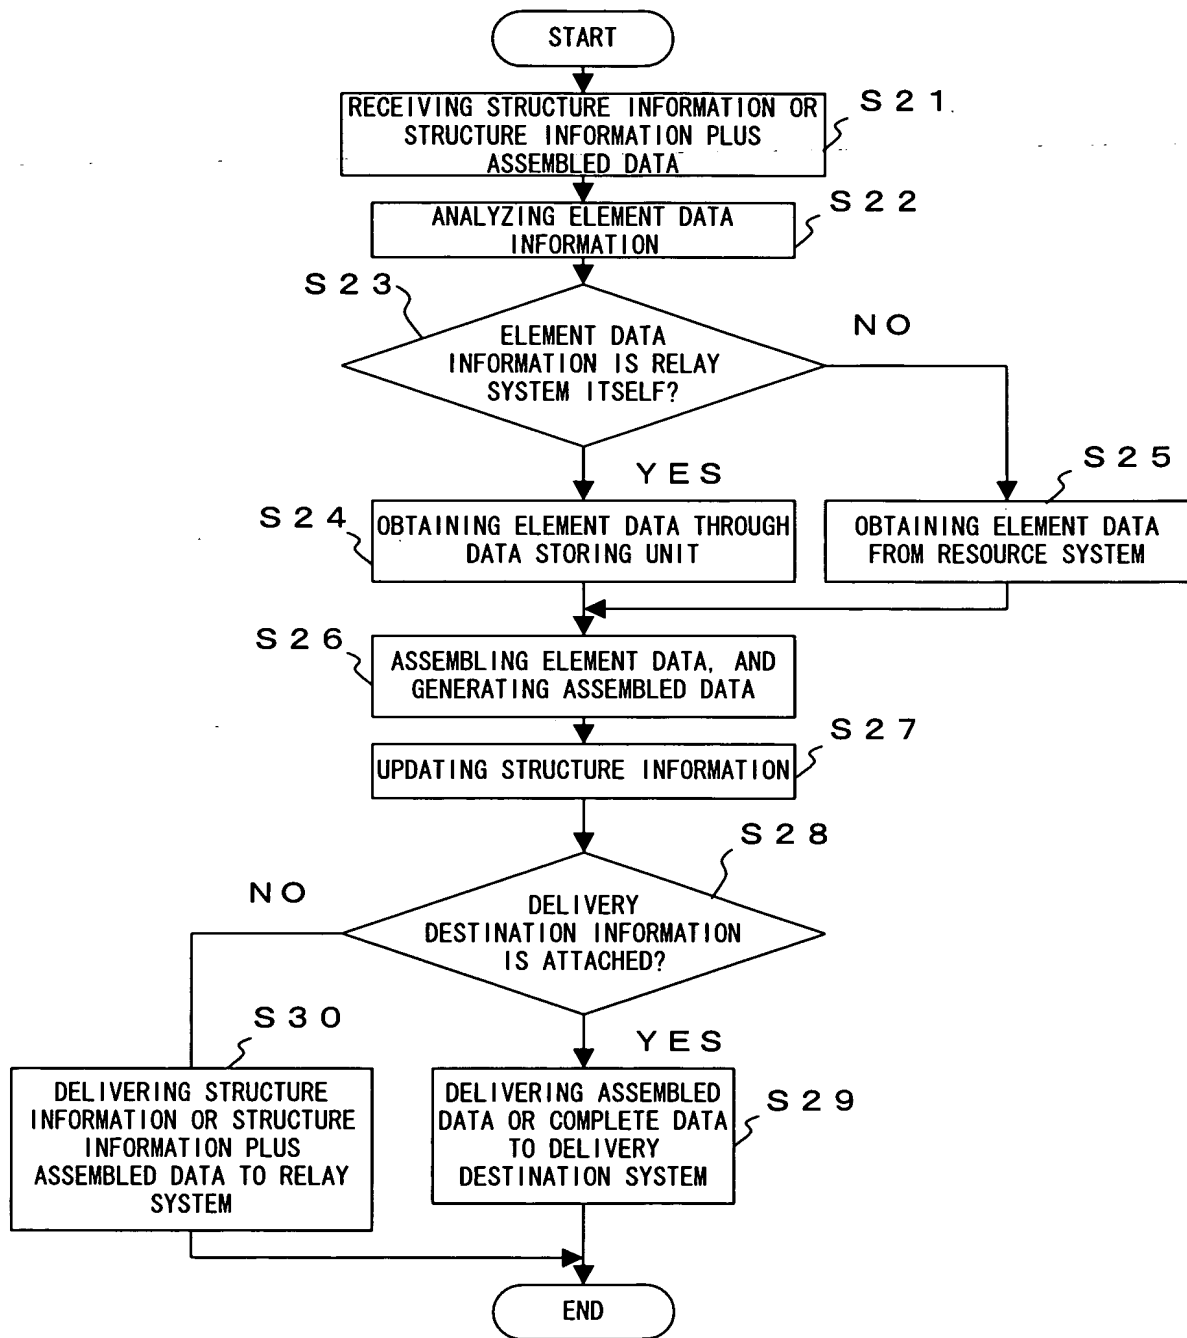 START
RECEIVING STRUCTURE INFORMATION OR
STRUCTURE INFORMATION PLUS
ASSEMBLED DATA
S21
ANALYZING ELEMENT DATA
INFORMATION
S22
S23
ELEMENT DATA
INFORMATION IS RELAY
SYSTEM ITSELF?
NO
YES
S24
OBTAINING ELEMENT DATA THROUGH
DATA STORING UNIT
S25
OBTAINING ELEMENT DATA
FROM RESOURCE SYSTEM
S26
ASSEMBLING ELEMENT DATA, AND
GENERATING ASSEMBLED DATA
S27
UPDATING STRUCTURE INFORMATION
S28
DELIVERY
DESTINATION INFORMATION
IS ATTACHED?
NO
YES
S30
DELIVERING STRUCTURE
INFORMATION OR STRUCTURE
INFORMATION PLUS
ASSEMBLED DATA TO RELAY
SYSTEM
DELIVERING ASSEMBLED
DATA OR COMPLETE DATA
TO DELIVERY
DESTINATION SYSTEM
S29
END